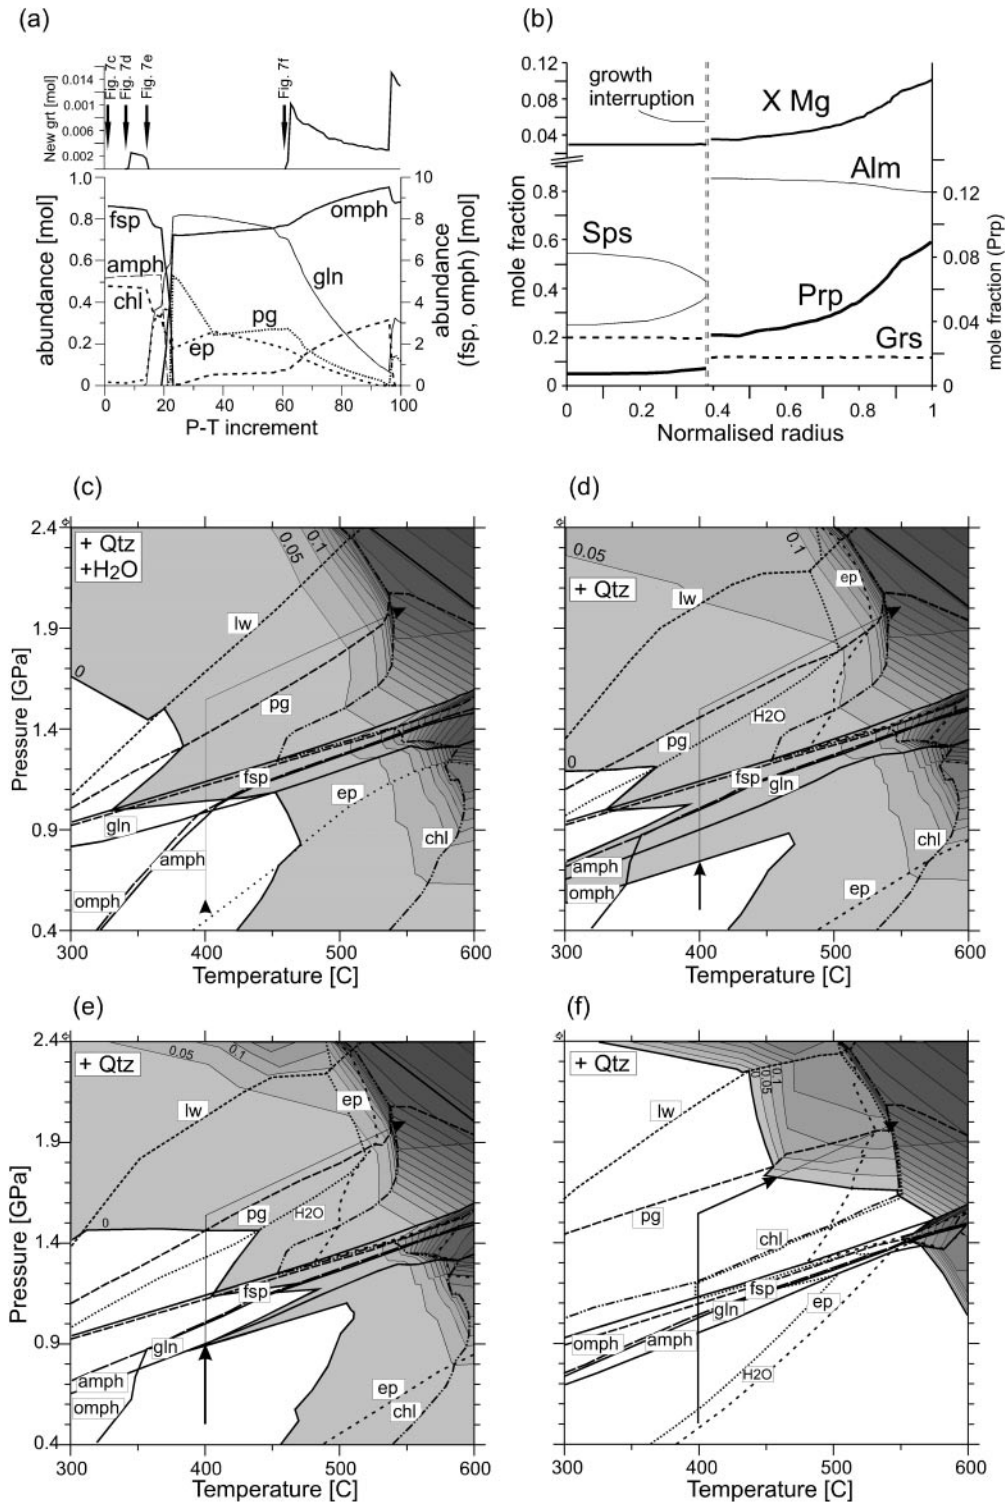 (a)
Fig. 7c
Fig. 7d
Fig. 7e
Fig. 7f
New grt [mol]
0.014
0.001
0.006
0.002
1.0
0.8
0.6
0.4
0.2
0
10
8
6
4
2
0
fsp
amph
chl
ep
pg
gln
omph
abundance [mol]
abundance
(fsp, omph) [mol]
0 20 40 60 80 100
P-T increment
(b)
0.12
0.08
0.04
growth
interruption
X Mg
0.8
0.6
0.4
0.2
0
Alm
Sps
Prp
Grs
0.12
0.08
0.04
0
mole fraction
mole fraction (Prp)
0 0.2 0.4 0.6 0.8 1
Normalised radius
(c)
2.4
1.9
1.4
0.9
0.4
+ Qtz
+H2O
0.05
0.1
0
lw
pg
fsp
gln
ep
amph
chl
omph
Pressure [GPa]
300 400 500 600
Temperature [C]
(d)
2.4
1.9
1.4
0.9
0.4
+ Qtz
0.05
0.1
0
ep
lw
pg
H2O
fsp
gln
amph
omph
chl
ep
300 400 500 600
Temperature [C]
(e)
2.4
1.9
1.4
0.9
0.4
+ Qtz
0.05
0.1
0
ep
lw
pg
H2O
fsp
gln
amph
omph
ep
chl
Pressure [GPa]
300 400 500 600
Temperature [C]
(f)
+ Qtz
0.05
0.1
lw
pg
chl
fsp
gln
ep
omph
amph
H2O
300 400 500 600
Temperature [C]